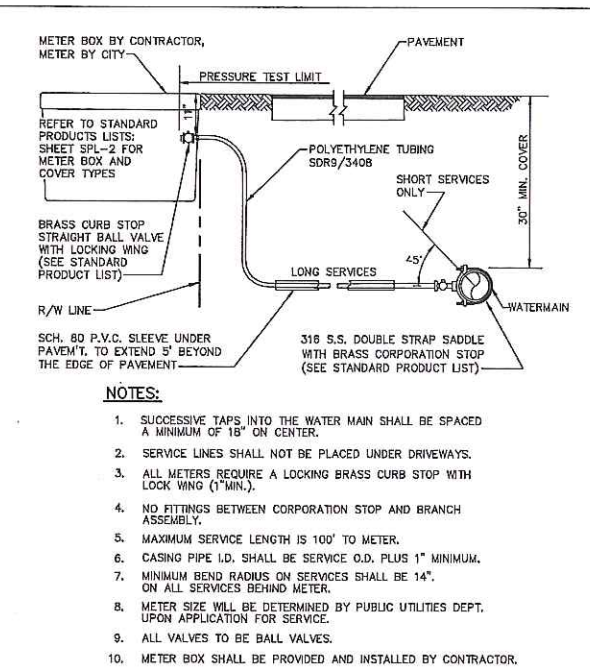 METER BOX BY CONTRACTOR,
METER BY CITY
PAVEMENT
PRESSURE TEST LIMIT
11"
REFER TO STANDARD
PRODUCTS LISTS:
SHEET SPL-2 FOR
METER BOX AND
COVER TYPES
POLYETHYLENE TUBING
SDR9/3408
SHORT SERVICES
ONLY
30" MIN. COVER
BRASS CURB STOP
STRAIGHT BALL VALVE
WITH LOCKING WING
(SEE STANDARD
PRODUCT LIST)
45°
LONG SERVICES
R/W LINE
WATERMAIN
SCH. 80 P.V.C. SLEEVE UNDER
PAVEM'T. TO EXTEND 5' BEYOND
THE EDGE OF PAVEMENT
316 S.S. DOUBLE STRAP SADDLE
WITH BRASS CORPORATION STOP
(SEE STANDARD PRODUCT LIST)
NOTES:
1. SUCCESSIVE TAPS INTO THE WATER MAIN SHALL BE SPACED
A MINIMUM OF 18" ON CENTER.
2. SERVICE LINES SHALL NOT BE PLACED UNDER DRIVEWAYS.
3. ALL METERS REQUIRE A LOCKING BRASS CURB STOP WITH
LOCK WING (1"MIN.).
4. NO FITTINGS BETWEEN CORPORATION STOP AND BRANCH
ASSEMBLY.
5. MAXIMUM SERVICE LENGTH IS 100' TO METER.
6. CASING PIPE I.D. SHALL BE SERVICE O.D. PLUS 1" MINIMUM.
7. MINIMUM BEND RADIUS ON SERVICES SHALL BE 14".
ON ALL SERVICES BEHIND METER.
8. METER SIZE WILL BE DETERMINED BY PUBLIC UTILITIES DEPT.
UPON APPLICATION FOR SERVICE.
9. ALL VALVES TO BE BALL VALVES.
10. METER BOX SHALL BE PROVIDED AND INSTALLED BY CONTRACTOR.